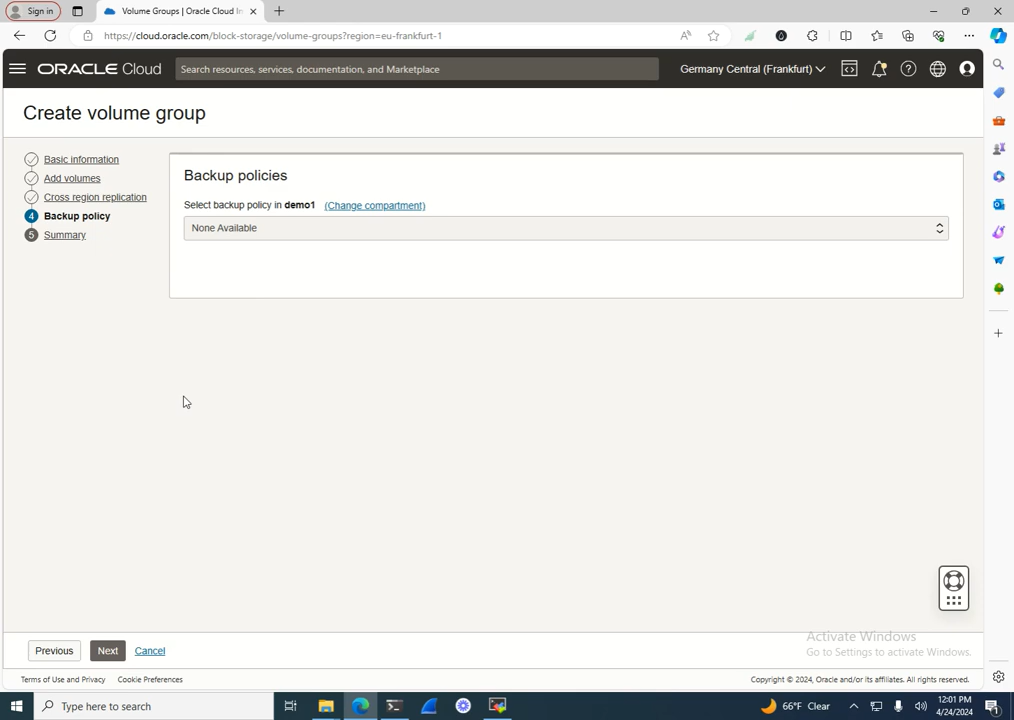 Sign in
Volume Groups | Oracle Cloud In
https://cloud.oracle.com/block-storage/volume-groups?region=eu-frankfurt-1
ORACLE Cloud
Search resources, services, documentation, and Marketplace
Germany Central (Frankfurt)
Create volume group
Basic information
Add volumes
Cross region replication
4 Backup policy
5 Summary
Backup policies
Select backup policy in demo1 (Change compartment)
None Available
Previous
Next
Cancel
Activate Windows
Go to Settings to activate Windows.
Terms of Use and Privacy
Cookie Preferences
Copyright © 2024, Oracle and/or its affiliates. All rights reserved.
Type here to search
66°F Clear
12:01 PM
4/24/2024
1